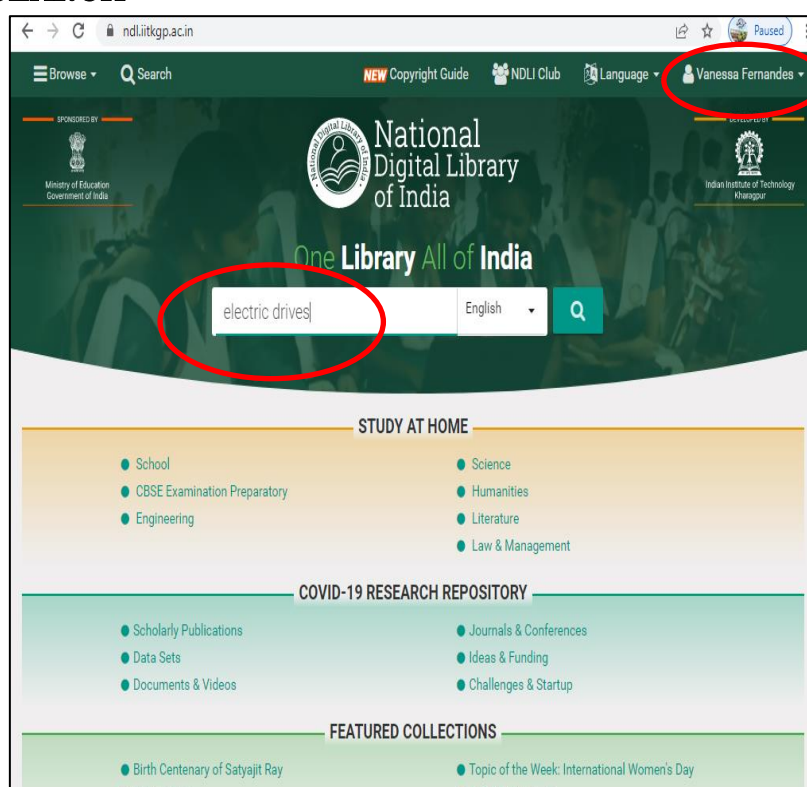 ndl.iitkgp.ac.in Paused
Browse Search NEW Copyright Guide NDLI Club Language Vanessa Fernandes
SPONSORED BY
DEVELOPED BY
Ministry of Education
Government of India
National
Digital Library
of India
Indian Institute of Technology
Kharagpur
One Library All of India
electric drives English
STUDY AT HOME
School
CBSE Examination Preparatory
Engineering
Science
Humanities
Literature
Law & Management
COVID-19 RESEARCH REPOSITORY
Scholarly Publications
Data Sets
Documents & Videos
Journals & Conferences
Ideas & Funding
Challenges & Startup
FEATURED COLLECTIONS
Birth Centenary of Satyajit Ray
Topic of the Week: International Women's Day